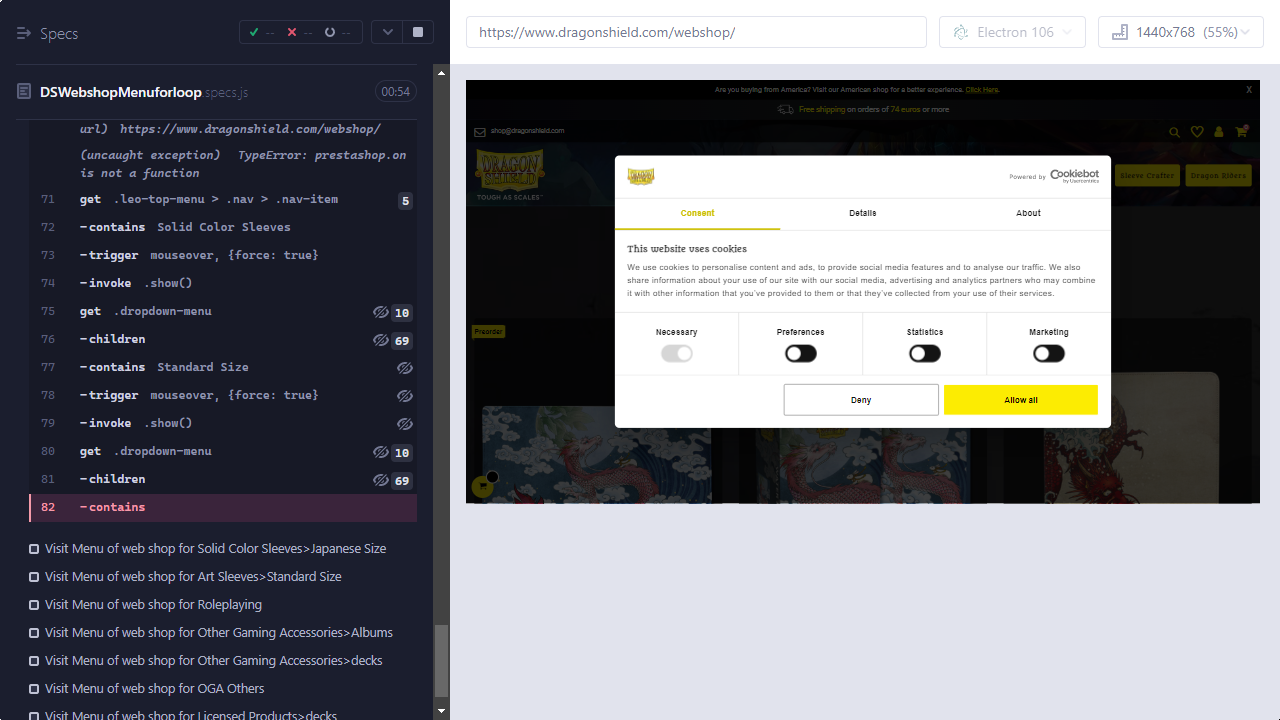 Specs
--
--
--
https://www.dragonshield.com/webshop/
Electron 106
1440x768 (55%)
DSWebshopMenuforloop.specs.js
00:54
url) https://www.dragonshield.com/webshop/
(uncaught exception) TypeError: prestashop.on
is not a function
71 get .leo-top-menu > .nav > .nav-item 5
72 -contains Solid Color Sleeves
73 -trigger mouseover, {force: true}
74 -invoke .show()
75 get .dropdown-menu 10
76 -children 69
77 -contains Standard Size
78 -trigger mouseover, {force: true}
79 -invoke .show()
80 get .dropdown-menu 10
81 -children 69
82 -contains
Visit Menu of web shop for Solid Color Sleeves>Japanese Size
Visit Menu of web shop for Art Sleeves>Standard Size
Visit Menu of web shop for Roleplaying
Visit Menu of web shop for Other Gaming Accessories>Albums
Visit Menu of web shop for Other Gaming Accessories>decks
Visit Menu of web shop for OGA Others
Visit Menu of web shop for Licensed Products>decks
Are you buying from America? Visit our American shop for a better experience. Click Here.
X
Free shipping on orders of 74 euros or more
shop@dragonshield.com
DRAGON
SHIELD
TOUGH AS SCALES™
Sleeve Crafter
Dragon Riders
Powered by Cookiebot
by Usercentrics
Consent
Details
About
This website uses cookies
We use cookies to personalise content and ads, to provide social media features and to analyse our traffic. We also
share information about your use of our site with our social media, advertising and analytics partners who may combine
it with other information that you've provided to them or that they've collected from your use of their services.
Necessary
Preferences
Statistics
Marketing
Deny
Allow all
Preorder